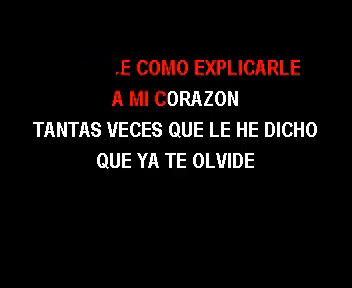 COMO EXPLICARLE
A MI CORAZON
TANTAS VECES QUE LE HE DICHO
QUE YA TE OLVIDE